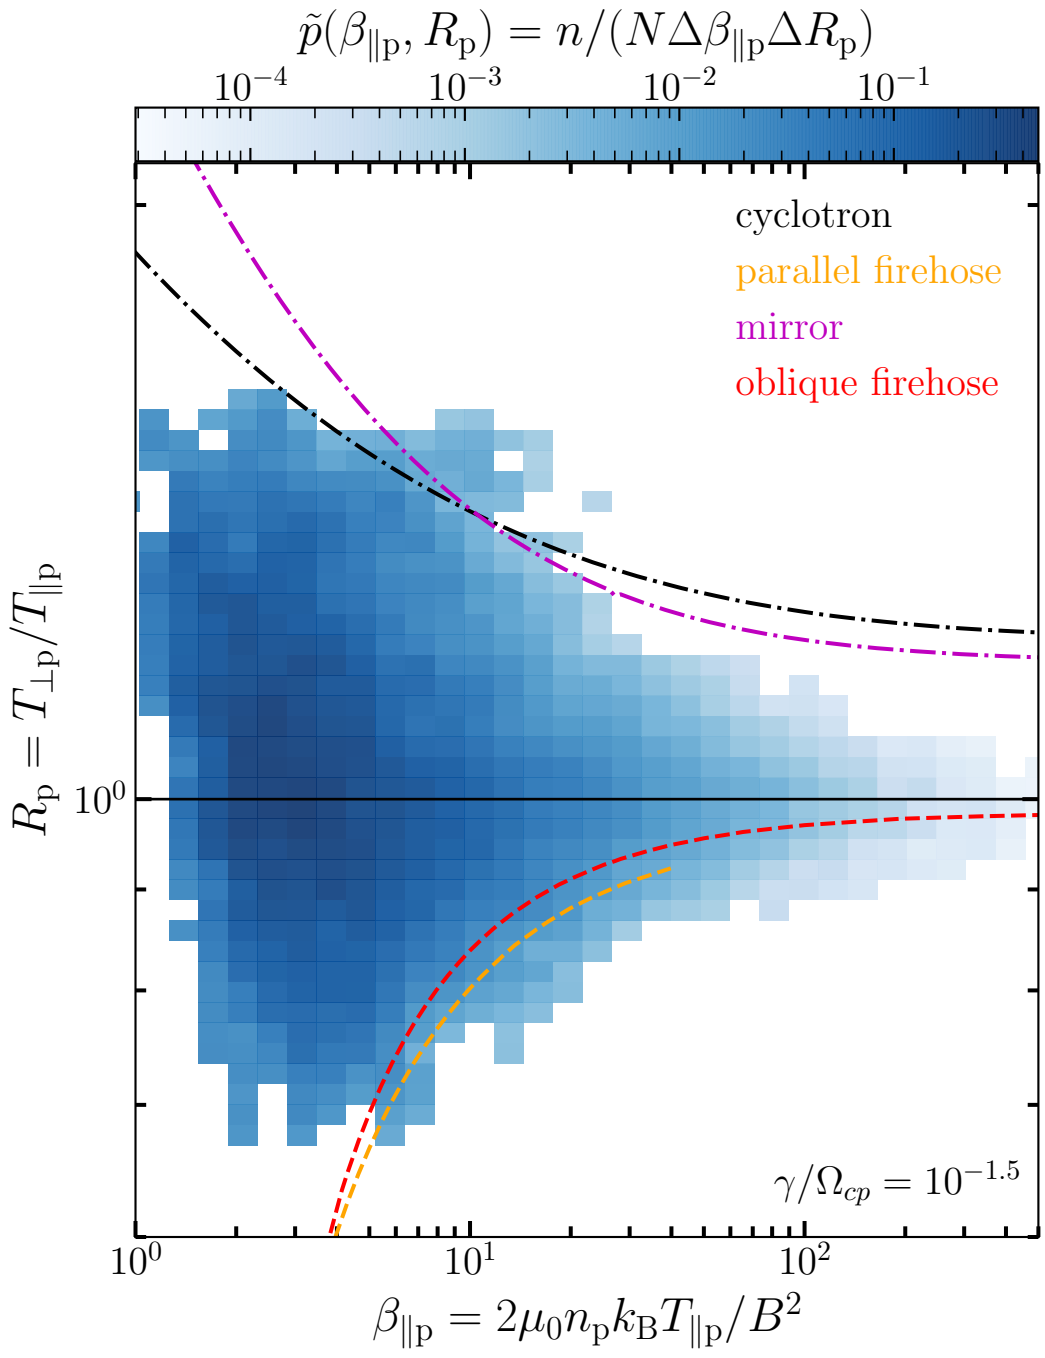 p̃(β∥p, Rp) = n/(NΔβ∥pΔRp)
10⁻⁴ 10⁻³ 10⁻² 10⁻¹
cyclotron
parallel firehose
mirror
oblique firehose
Rp = T⊥p/T∥p
10⁰
γ/Ωcp = 10⁻¹·⁵
10⁰ 10¹ 10²
β∥p = 2μ₀npkBT∥p/B²